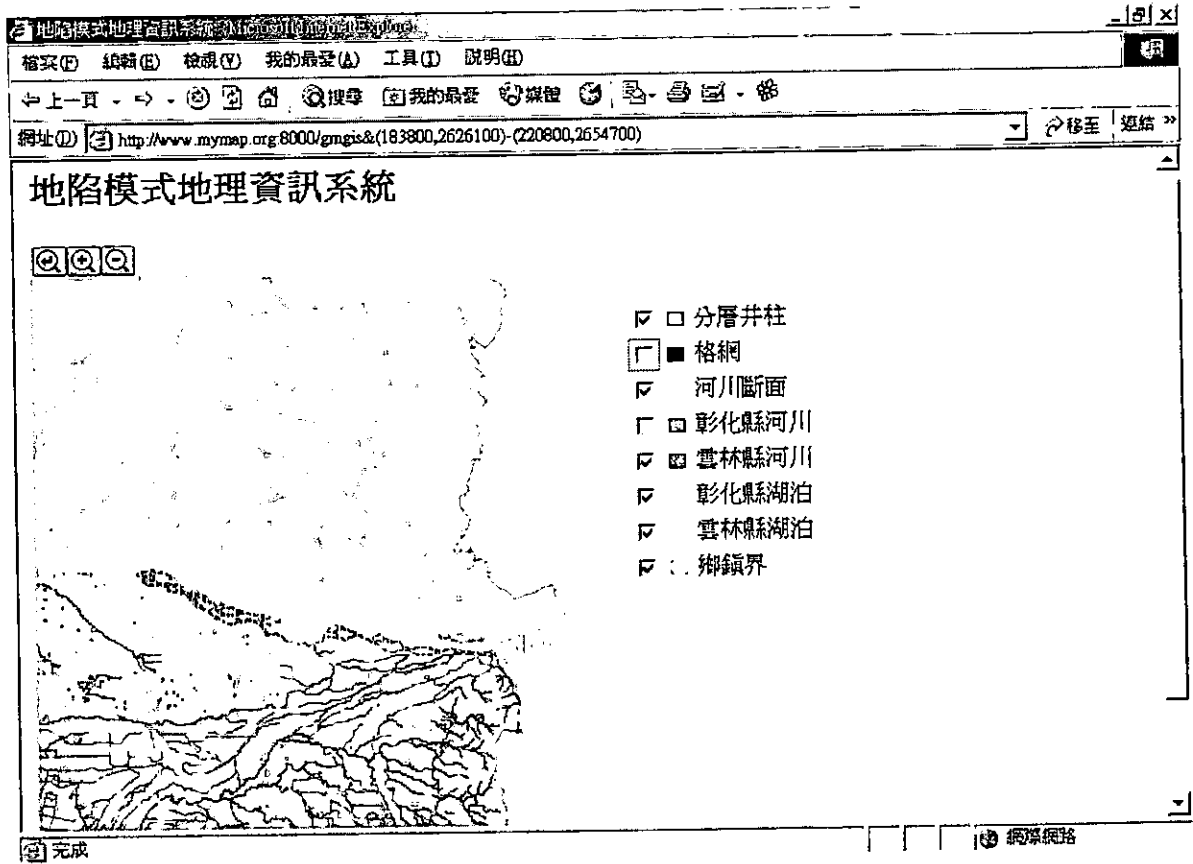 地陷模式地理資訊系統 - Microsoft Internet Explorer
檔案(F) 編輯(E) 檢視(V) 我的最愛(A) 工具(T) 說明(H)
上一頁 搜尋 我的最愛 媒體
網址(D) http://www.mymap.org:8000/gmgis&(183800,2626100)-(220800,2654700) 移至 連結 »
地陷模式地理資訊系統
分層井柱
格網
河川斷面
彰化縣河川
雲林縣河川
彰化縣湖泊
雲林縣湖泊
鄉鎮界
完成 網際網路